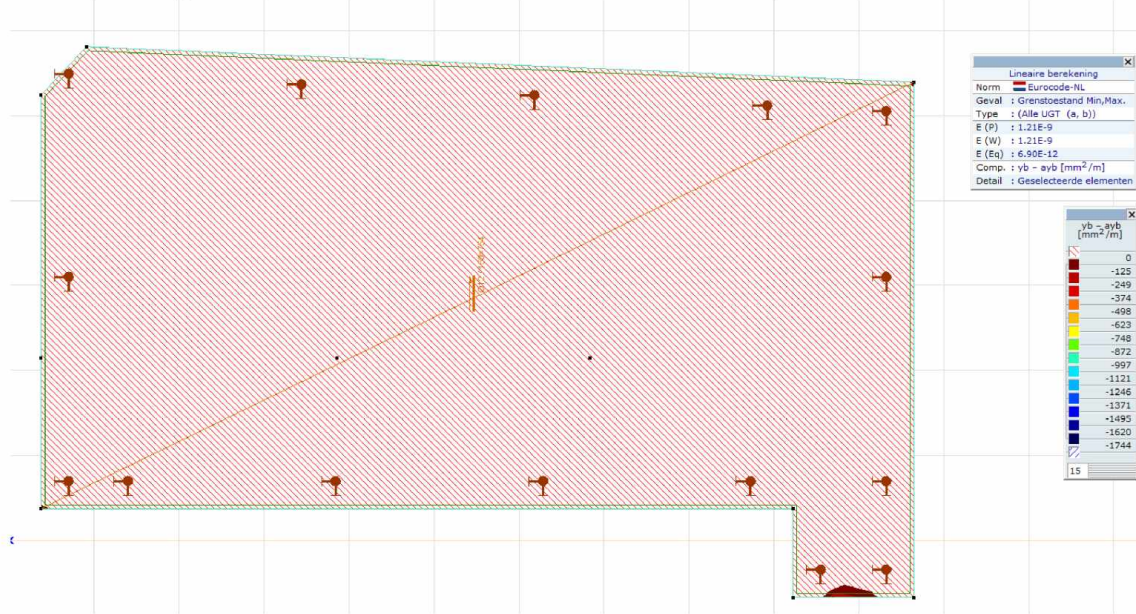 Lineaire berekening
Norm Eurocode-NL
Geval : Grenstoestand Min,Max.
Type : (Alle UGT (a, b))
E (P) : 1.21E-9
E (W) : 1.21E-9
E (Eq) : 6.90E-12
Comp. : yb - ayb [mm²/m]
Detail : Geselecteerde elementen
yb - ayb
[mm²/m]
0
-125
-249
-374
-498
-623
-748
-872
-997
-1121
-1246
-1371
-1495
-1620
-1744
15
X